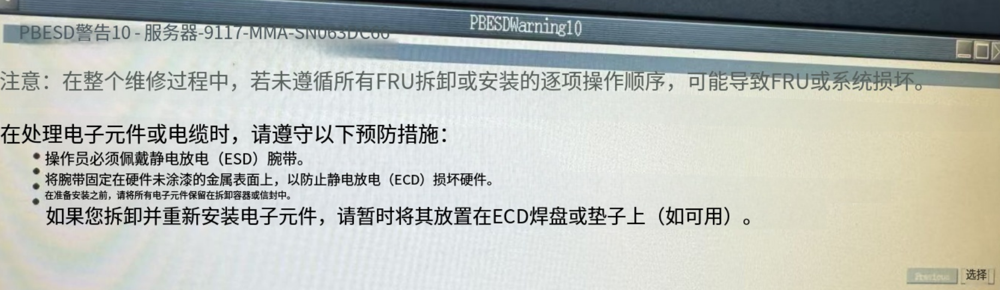 PBESDWarning10
PBESD警告10 - 服务器-9117-MMA-SN063DC66
注意：在整个维修过程中，若未遵循所有FRU拆卸或安装的逐项操作顺序，可能导致FRU或系统损坏。
在处理电子元件或电缆时，请遵守以下预防措施：
操作员必须佩戴静电放电（ESD）腕带。
将腕带固定在硬件未涂漆的金属表面上，以防止静电放电（ECD）损坏硬件。
在准备安装之前，请将所有电子元件保留在拆卸容器或信封中。
如果您拆卸并重新安装电子元件，请暂时将其放置在ECD焊盘或垫子上（如可用）。
Previous 选择